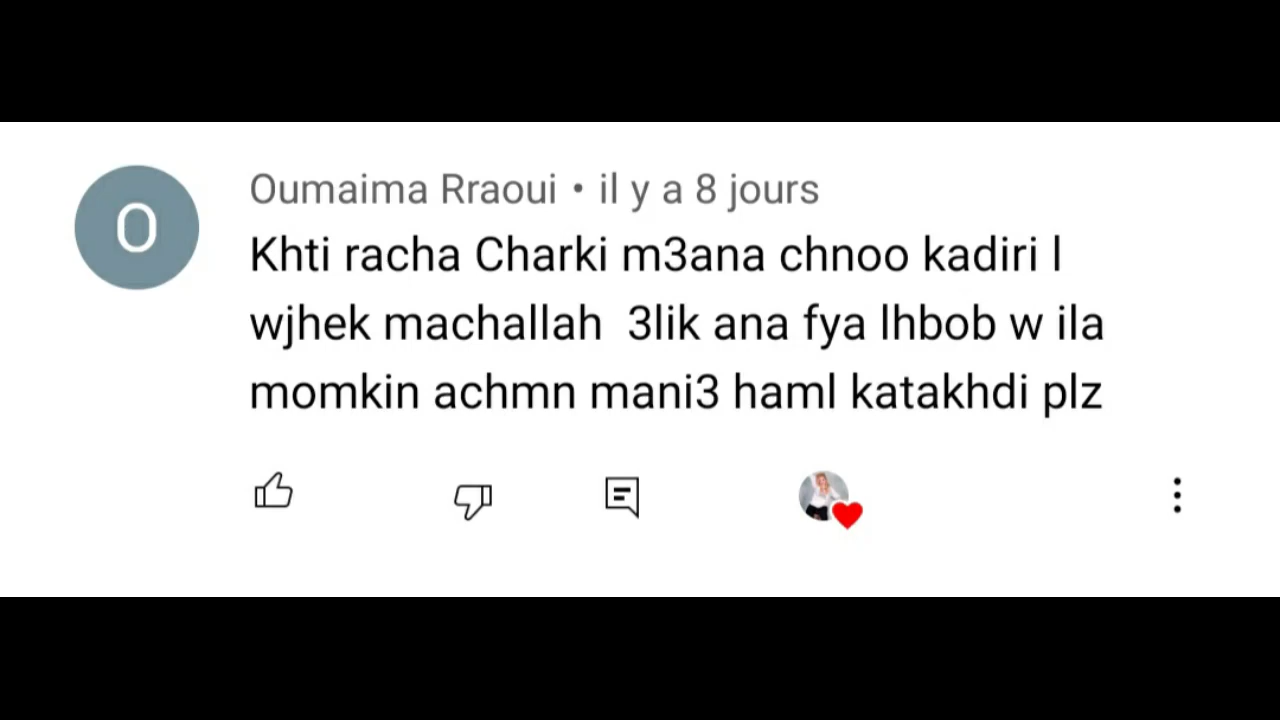 O
Oumaima Rraoui • il y a 8 jours
Khti racha Charki m3ana chnoo kadiri l
wjhek machallah  3lik ana fya lhbob w ila
momkin achmn mani3 haml katakhdi plz